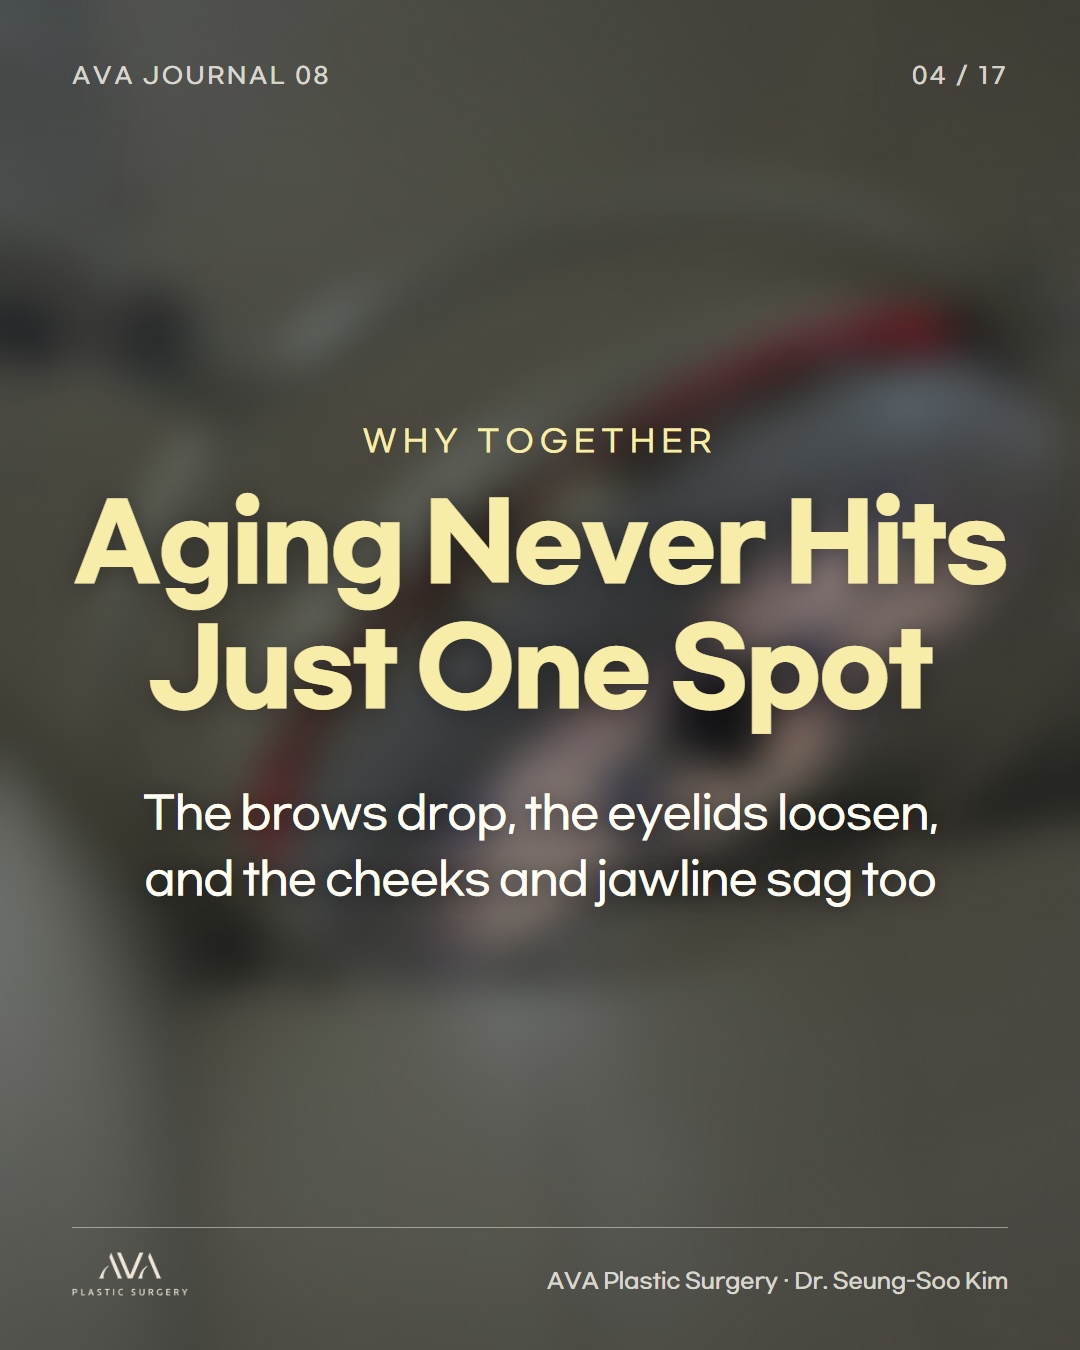 AVA JOURNAL 08
04 / 17
WHY TOGETHER
Aging Never Hits
Just One Spot
The brows drop, the eyelids loosen,
and the cheeks and jawline sag too
AVA
PLASTIC SURGERY
AVA Plastic Surgery · Dr. Seung-Soo Kim